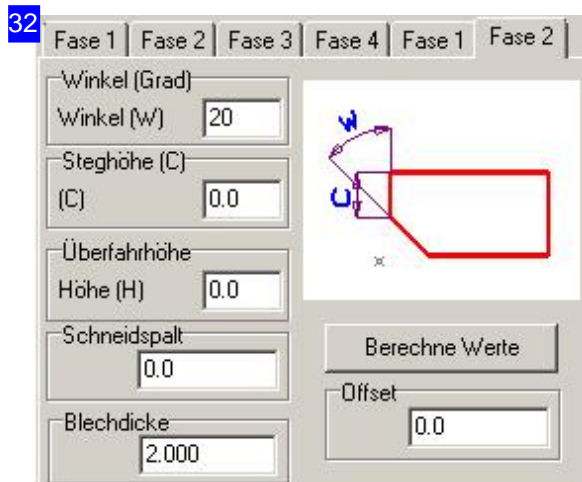 32
Fase 1 Fase 2 Fase 3 Fase 4 Fase 1 Fase 2
Winkel (Grad)
Winkel (W) 20
Steghöhe (C)
(C) 0.0
Überfahrhöhe
Höhe (H) 0.0
Schneidspalt
0.0
Blechdicke
2.000
W
C
Berechne Werte
Offset
0.0